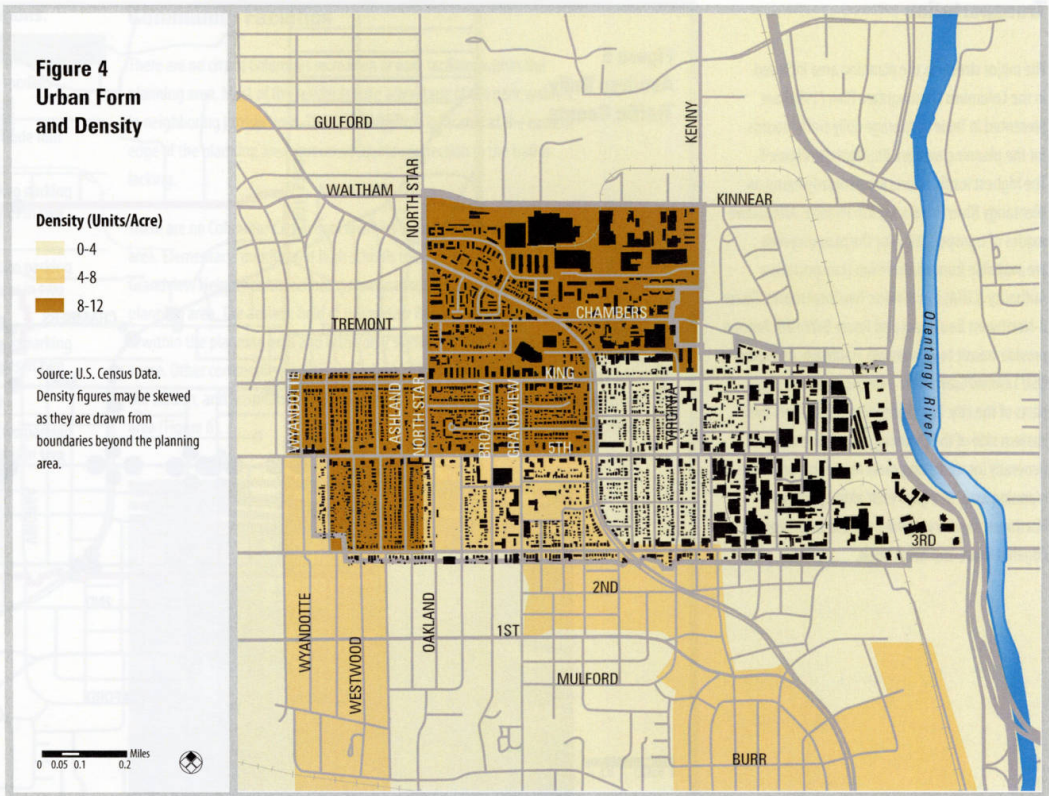 Figure 4
Urban Form
and Density
Density (Units/Acre)
0-4
4-8
8-12
Source: U.S. Census Data.
Density figures may be skewed
as they are drawn from
boundaries beyond the planning
area.
Miles
0 0.05 0.1 0.2
GULFORD
WALTHAM
NORTH STAR
KENNY
KINNEAR
TREMONT
CHAMBERS
KING
WYANDOTTE
ASHLAND
NORTH STAR
BROADVIEW
GRANDVIEW
VIRGINIA
5TH
Olentangy River
3RD
2ND
WYANDOTTE
WESTWOOD
OAKLAND
1ST
MULFORD
BURR